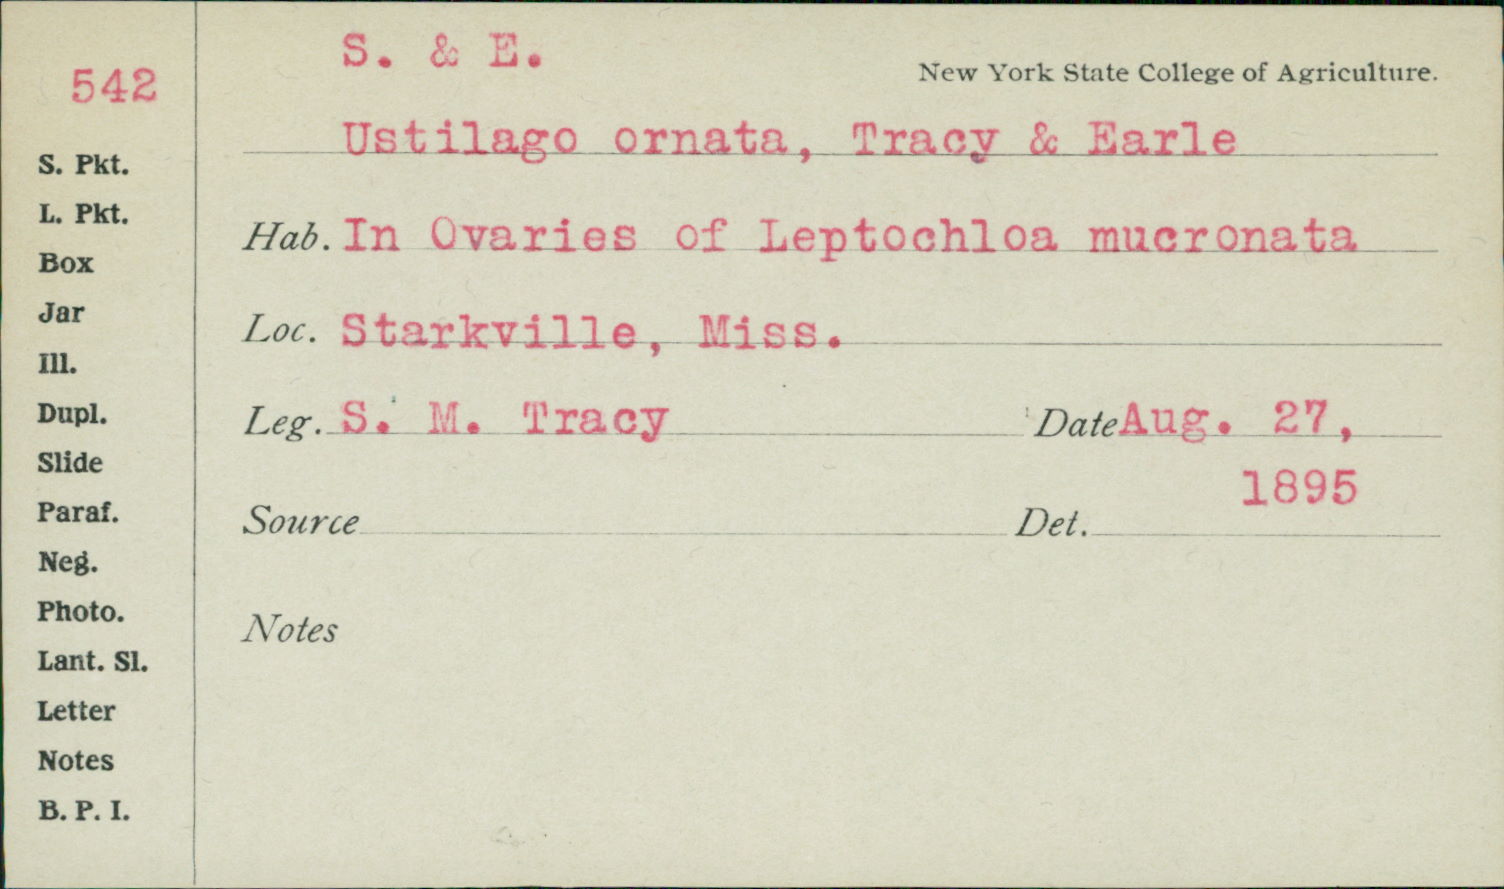 542
S. Pkt.
L. Pkt.
Box
Jar
Ill.
Dupl.
Slide
Paraf.
Neg.
Photo.
Lant. Sl.
Letter
Notes
B. P. I.
S. & E.
New York State College of Agriculture.
Ustilago ornata, Tracy & Earle
Hab. In Ovaries of Leptochloa mucronata
Loc. Starkville, Miss.
Leg. S. M. Tracy Date Aug. 27,
1895
Source Det.
Notes